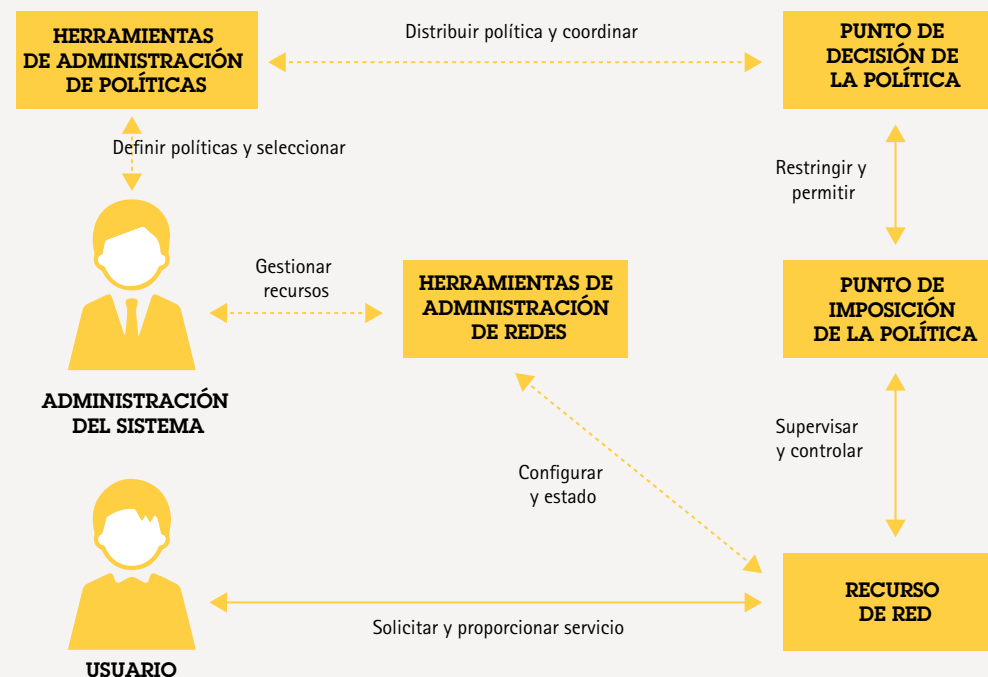 HERRAMIENTAS
DE ADMINISTRACIÓN
DE POLÍTICAS
Distribuir política y coordinar
PUNTO DE
DECISIÓN DE
LA POLÍTICA
Definir políticas y seleccionar
Restringir y
permitir
Gestionar
recursos
HERRAMIENTAS DE
ADMINISTRACIÓN
DE REDES
PUNTO DE
IMPOSICIÓN
DE LA POLÍTICA
ADMINISTRACIÓN
DEL SISTEMA
Supervisar
y controlar
Configurar
y estado
RECURSO
DE RED
Solicitar y proporcionar servicio
USUARIO